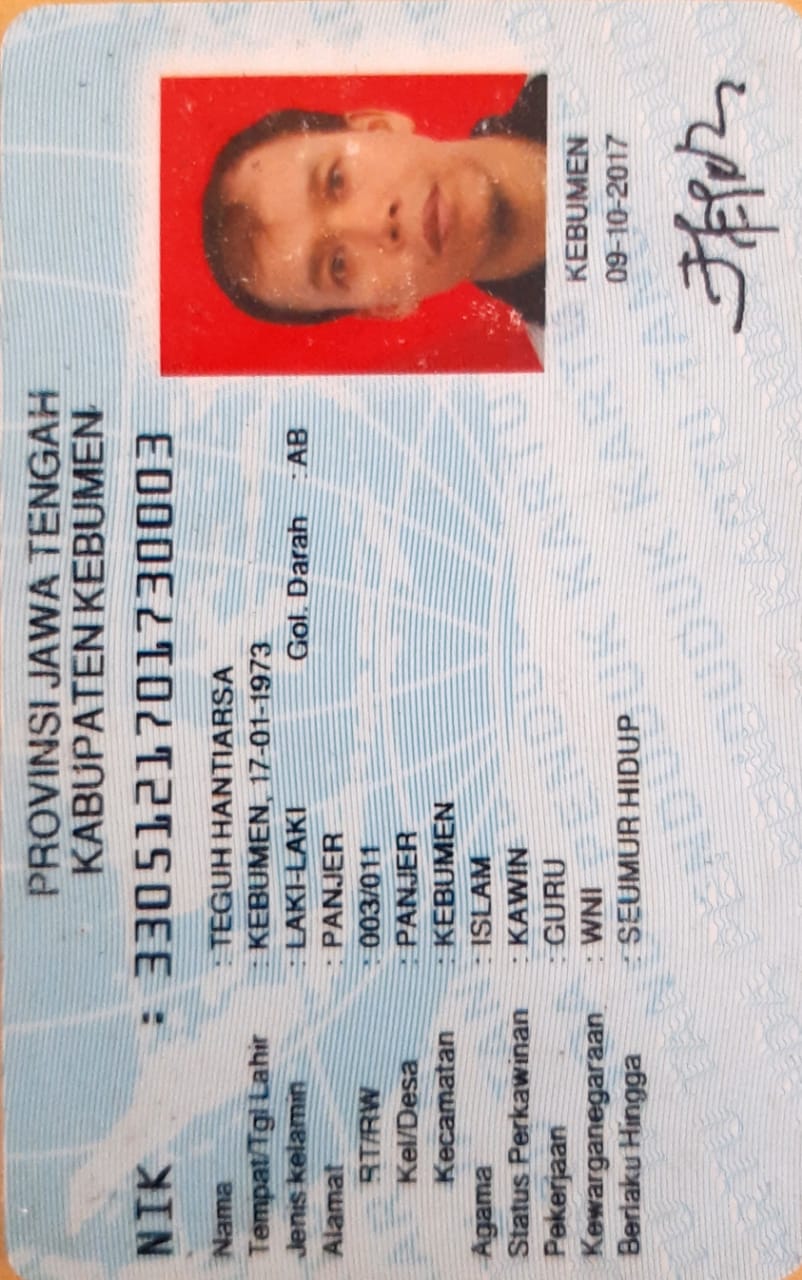 PROVINSI JAWA TENGAH
KABUPATEN KEBUMEN
NIK : 3305121701730003
Nama : TEGUH HANTIARSA
Tempat/Tgl Lahir : KEBUMEN, 17-01-1973
Jenis kelamin : LAKI-LAKI Gol. Darah : AB
Alamat : PANJER
RT/RW : 003/011
Kel/Desa : PANJER
Kecamatan : KEBUMEN
Agama : ISLAM
Status Perkawinan : KAWIN
Pekerjaan : GURU
Kewarganegaraan : WNI
Berlaku Hingga : SEUMUR HIDUP
KEBUMEN
09-10-2017